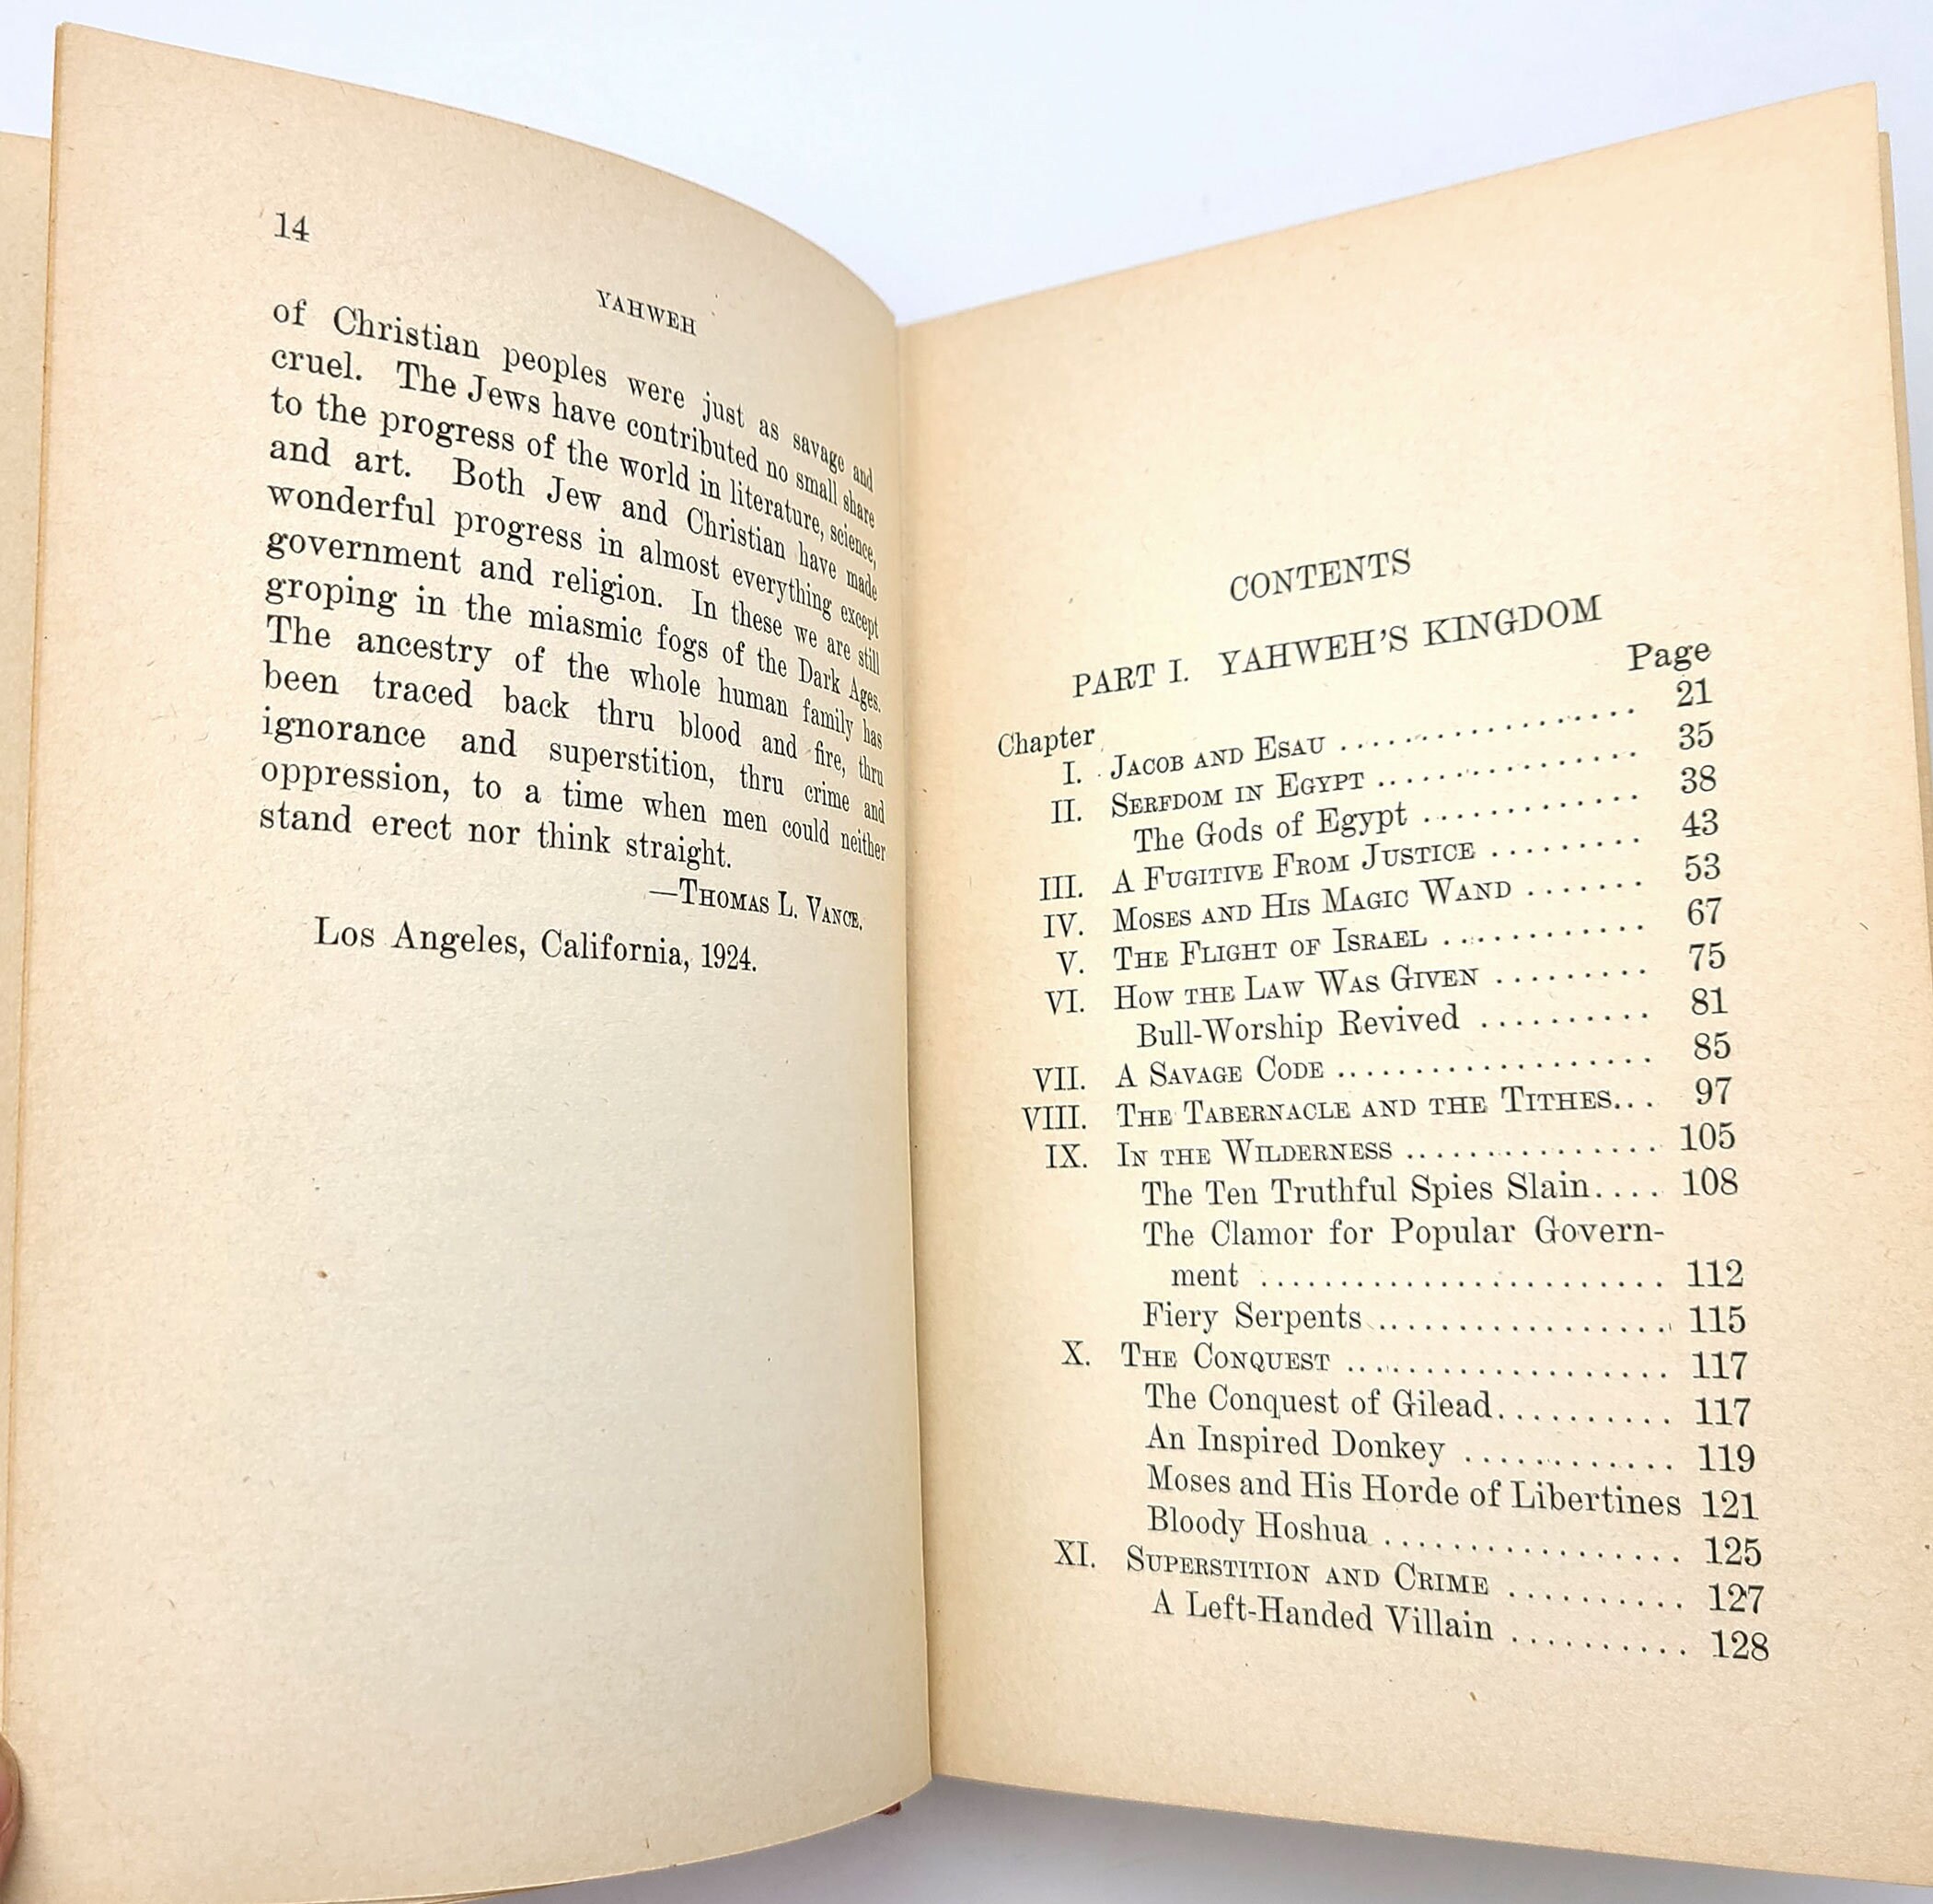 14
YAHWEH
of Christian peoples were just as savage and
cruel. The Jews have contributed no small share
to the progress of the world in literature, science,
and art. Both Jew and Christian have made
wonderful progress in almost everything except
government and religion. In these we are still
groping in the miasmic fogs of the Dark Ages.
The ancestry of the whole human family has
been traced back thru blood and fire, thru
ignorance and superstition, thru crime and
oppression, to a time when men could neither
stand erect nor think straight.
—THOMAS L. VANCE.
Los Angeles, California, 1924.
CONTENTS
PART I. YAHWEH'S KINGDOM
Page
Chapter
I. JACOB AND ESAU .................... 21
II. SERFDOM IN EGYPT ................. 35
The Gods of Egypt ............ 38
III. A FUGITIVE FROM JUSTICE ......... 43
IV. MOSES AND HIS MAGIC WAND ....... 53
V. THE FLIGHT OF ISRAEL ............ 67
VI. HOW THE LAW WAS GIVEN ......... 75
Bull-Worship Revived .......... 81
VII. A SAVAGE CODE ................... 85
VIII. THE TABERNACLE AND THE TITHES... 97
IX. IN THE WILDERNESS ................ 105
The Ten Truthful Spies Slain.... 108
The Clamor for Popular Govern-
ment ........................ 112
Fiery Serpents .................. 115
X. THE CONQUEST .................... 117
The Conquest of Gilead........... 117
An Inspired Donkey ............. 119
Moses and His Horde of Libertines 121
Bloody Hoshua .................. 125
XI. SUPERSTITION AND CRIME ........... 127
A Left-Handed Villain ........... 128